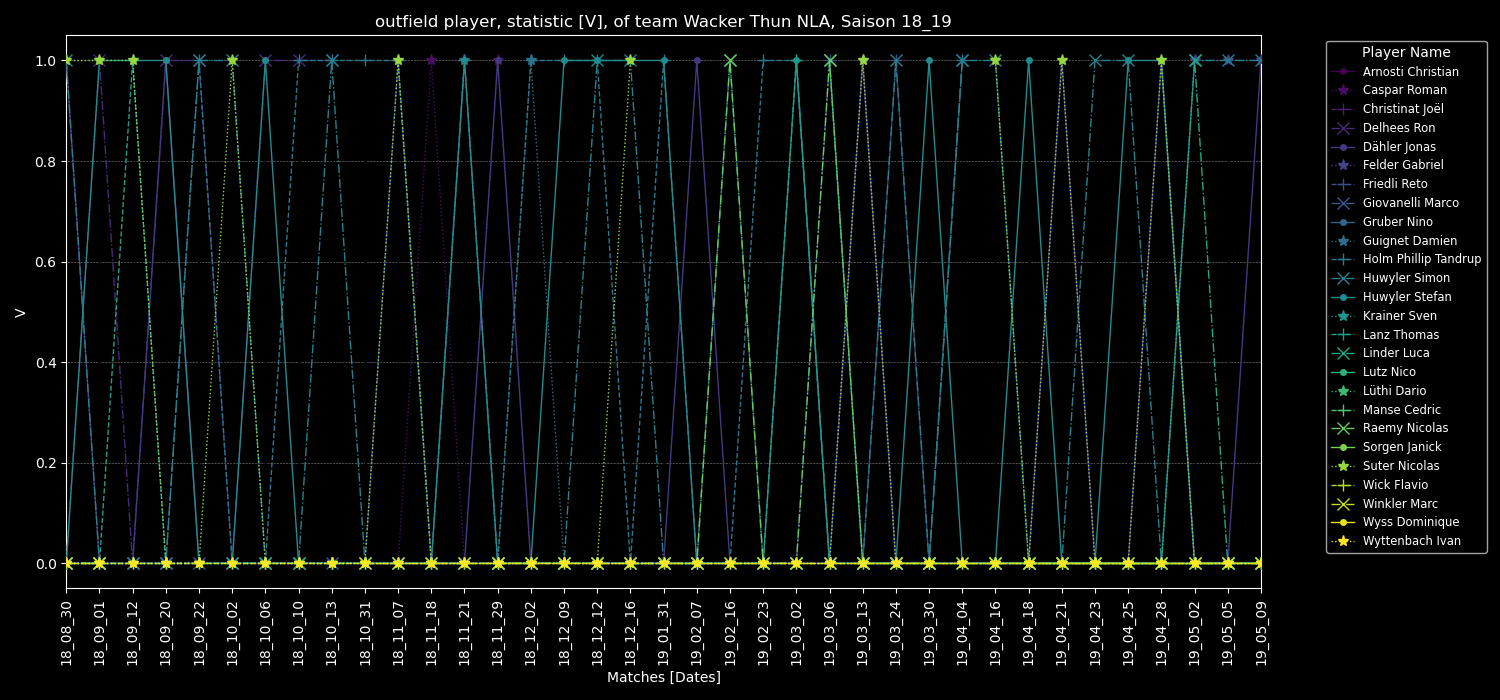 outfield player, statistic [V], of team Wacker Thun NLA, Saison 18_19
V
1.0
0.8
0.6
0.4
0.2
0.0
18_08_30
18_09_01
18_09_12
18_09_20
18_09_22
18_10_02
18_10_06
18_10_10
18_10_13
18_10_31
18_11_07
18_11_18
18_11_21
18_11_29
18_12_02
18_12_09
18_12_12
18_12_16
19_01_31
19_02_07
19_02_16
19_02_23
19_03_02
19_03_06
19_03_13
19_03_24
19_03_30
19_04_04
19_04_16
19_04_18
19_04_21
19_04_23
19_04_25
19_04_28
19_05_02
19_05_05
19_05_09
Matches [Dates]
Player Name
Arnosti Christian
Caspar Roman
Christinat Joël
Delhees Ron
Dähler Jonas
Felder Gabriel
Friedli Reto
Giovanelli Marco
Gruber Nino
Guignet Damien
Holm Phillip Tandrup
Huwyler Simon
Huwyler Stefan
Krainer Sven
Lanz Thomas
Linder Luca
Lutz Nico
Lüthi Dario
Manse Cedric
Raemy Nicolas
Sorgen Janick
Suter Nicolas
Wick Flavio
Winkler Marc
Wyss Dominique
Wyttenbach Ivan